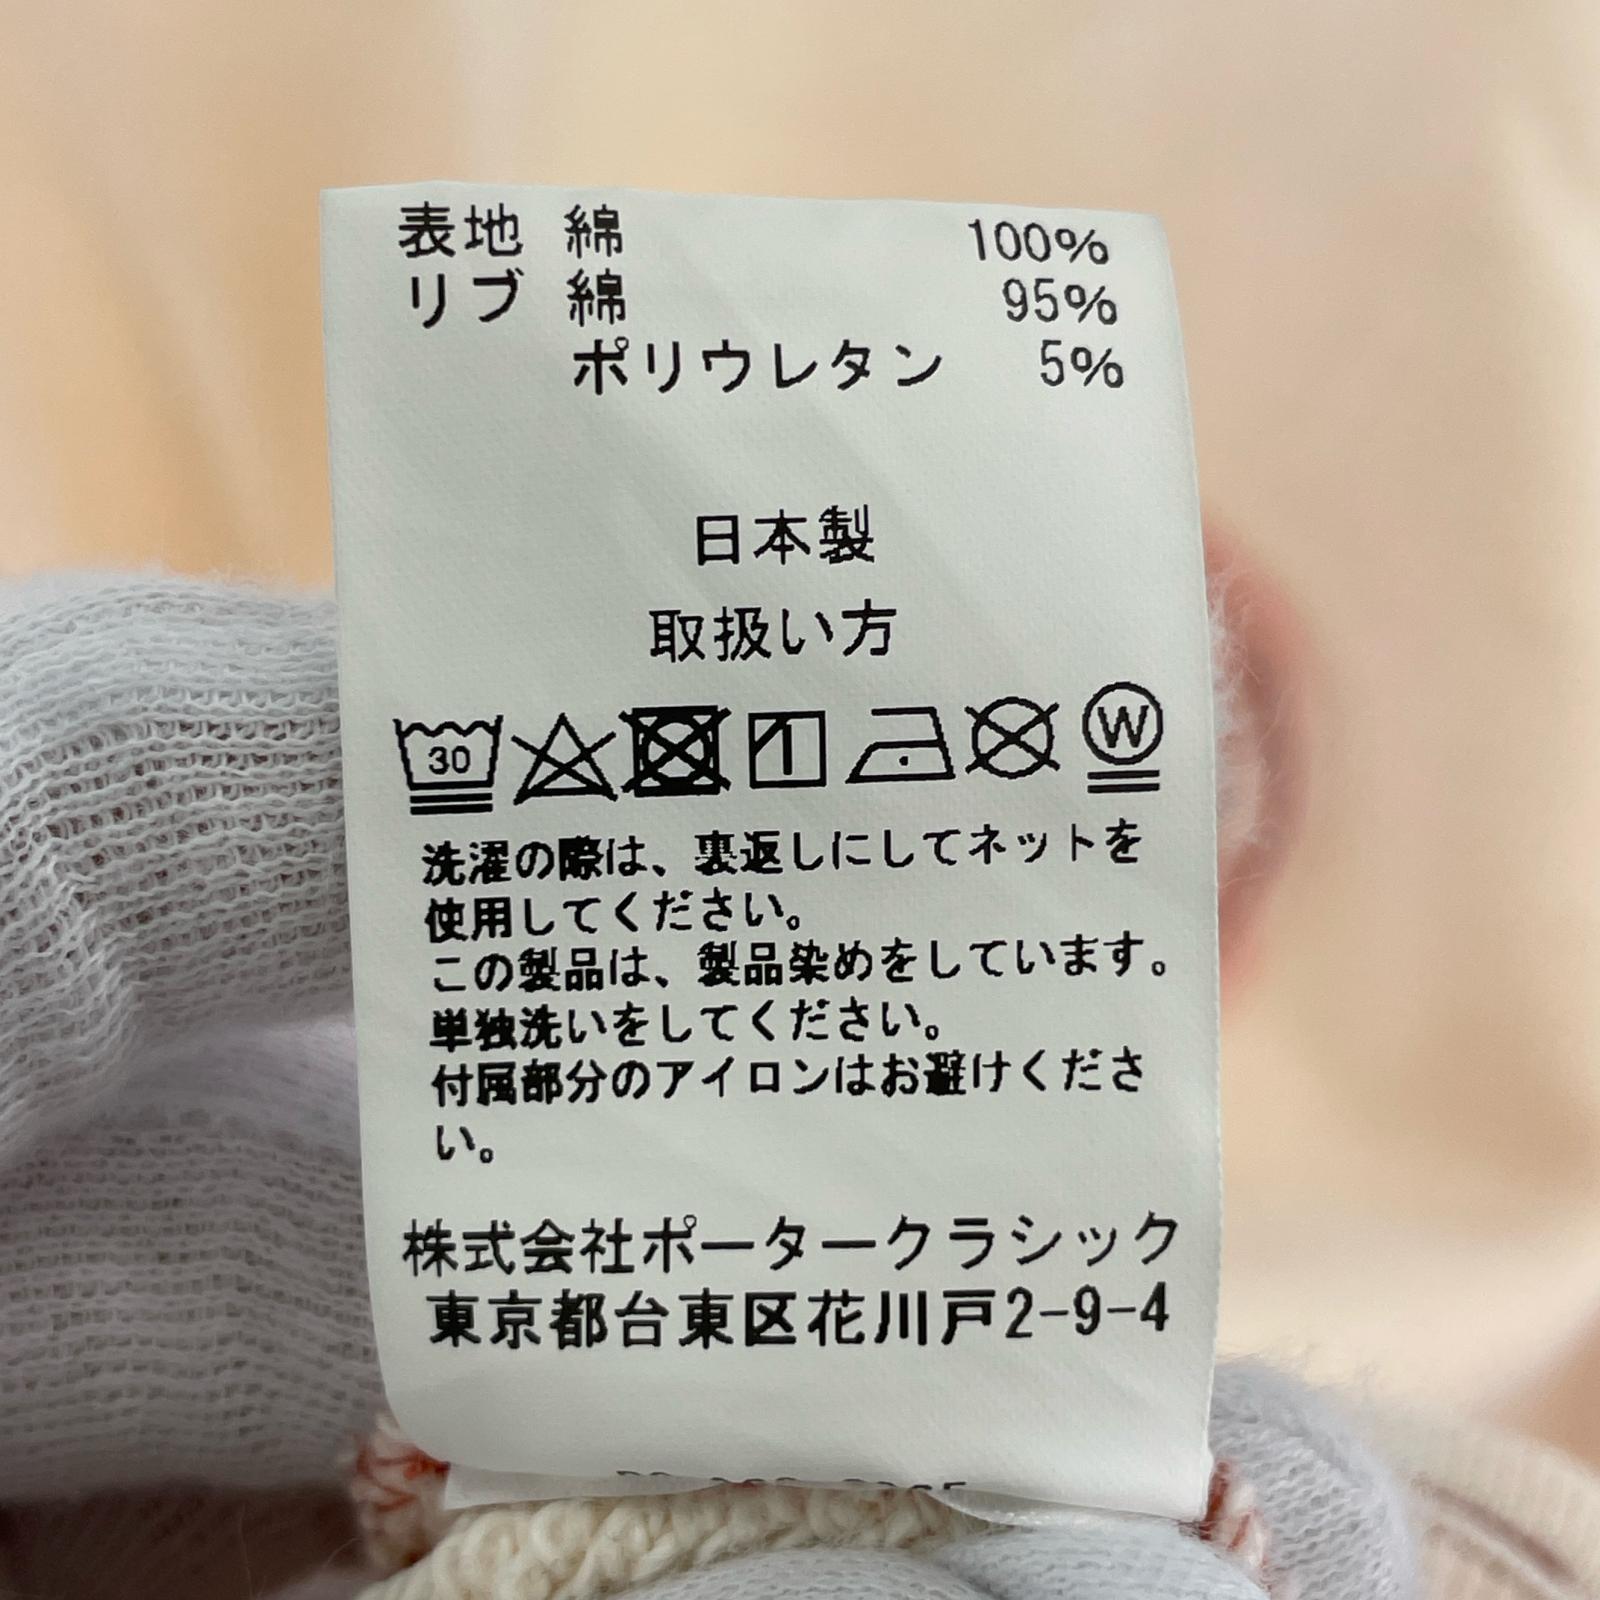 表地 綿 100%
リブ 綿 95%
ポリウレタン 5%
日本製
取扱い方
30 W
洗濯の際は、裏返しにしてネットを
使用してください。
この製品は、製品染めをしています。
単独洗いをしてください。
付属部分のアイロンはお避けくださ
い。
株式会社ポータークラシック
東京都台東区花川戸2-9-4